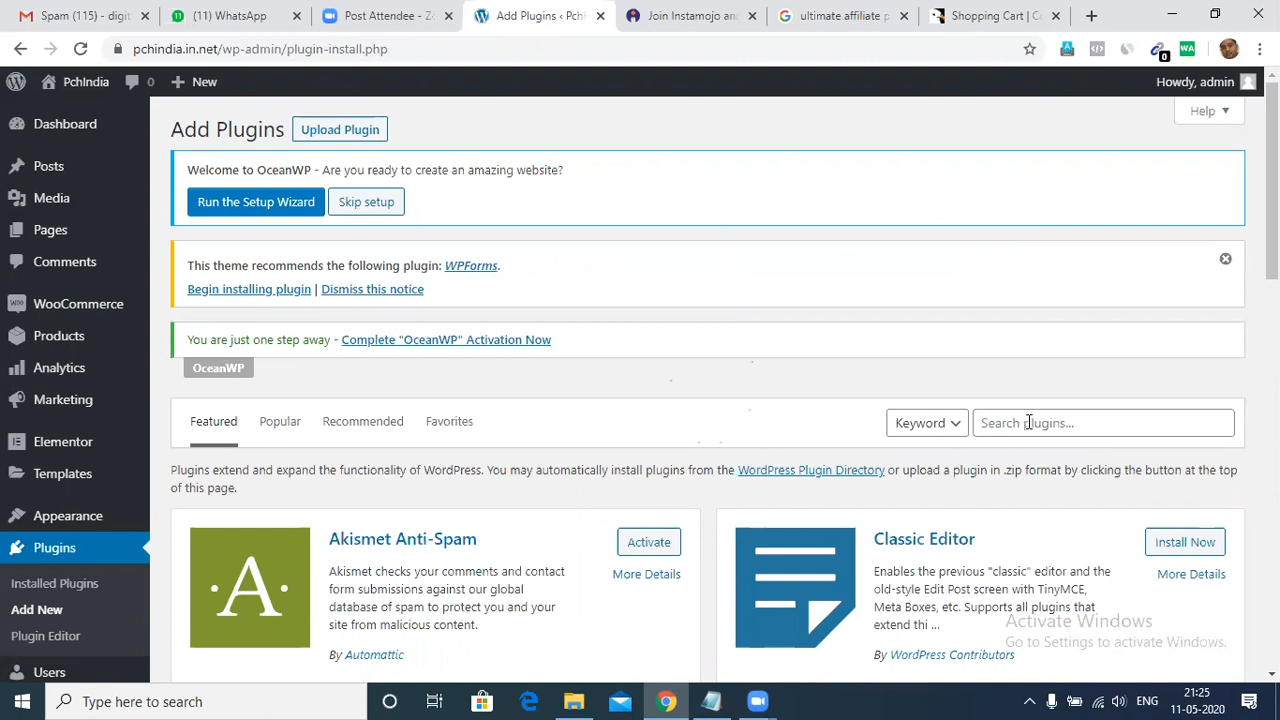 Spam (115) - digit
(11) WhatsApp
Post Attendee - Z
Add Plugins ‹ Pchi
Join Instamojo and
ultimate affiliate p
Shopping Cart
pchindia.in.net/wp-admin/plugin-install.php
0
WA
PchIndia
0
New
Howdy, admin
Dashboard
Posts
Media
Pages
Comments
WooCommerce
Products
Analytics
Marketing
Elementor
Templates
Appearance
Plugins
Installed Plugins
Add New
Plugin Editor
Users
Add Plugins
Upload Plugin
Help
Welcome to OceanWP - Are you ready to create an amazing website?
Run the Setup Wizard
Skip setup
This theme recommends the following plugin: WPForms.
Begin installing plugin | Dismiss this notice
You are just one step away - Complete "OceanWP" Activation Now
OceanWP
Featured
Popular
Recommended
Favorites
Keyword
Search plugins...
Plugins extend and expand the functionality of WordPress. You may automatically install plugins from the WordPress Plugin Directory or upload a plugin in .zip format by clicking the button at the top
of this page.
A
Akismet Anti-Spam
Activate
More Details
Akismet checks your comments and contact
form submissions against our global
database of spam to protect you and your
site from malicious content.
By Automattic
Classic Editor
Install Now
More Details
Enables the previous "classic" editor and the
old-style Edit Post screen with TinyMCE,
Meta Boxes, etc. Supports all plugins that
extend thi ...
By WordPress Contributors
Activate Windows
Go to Settings to activate Windows.
Type here to search
ENG
21:25
11-05-2020